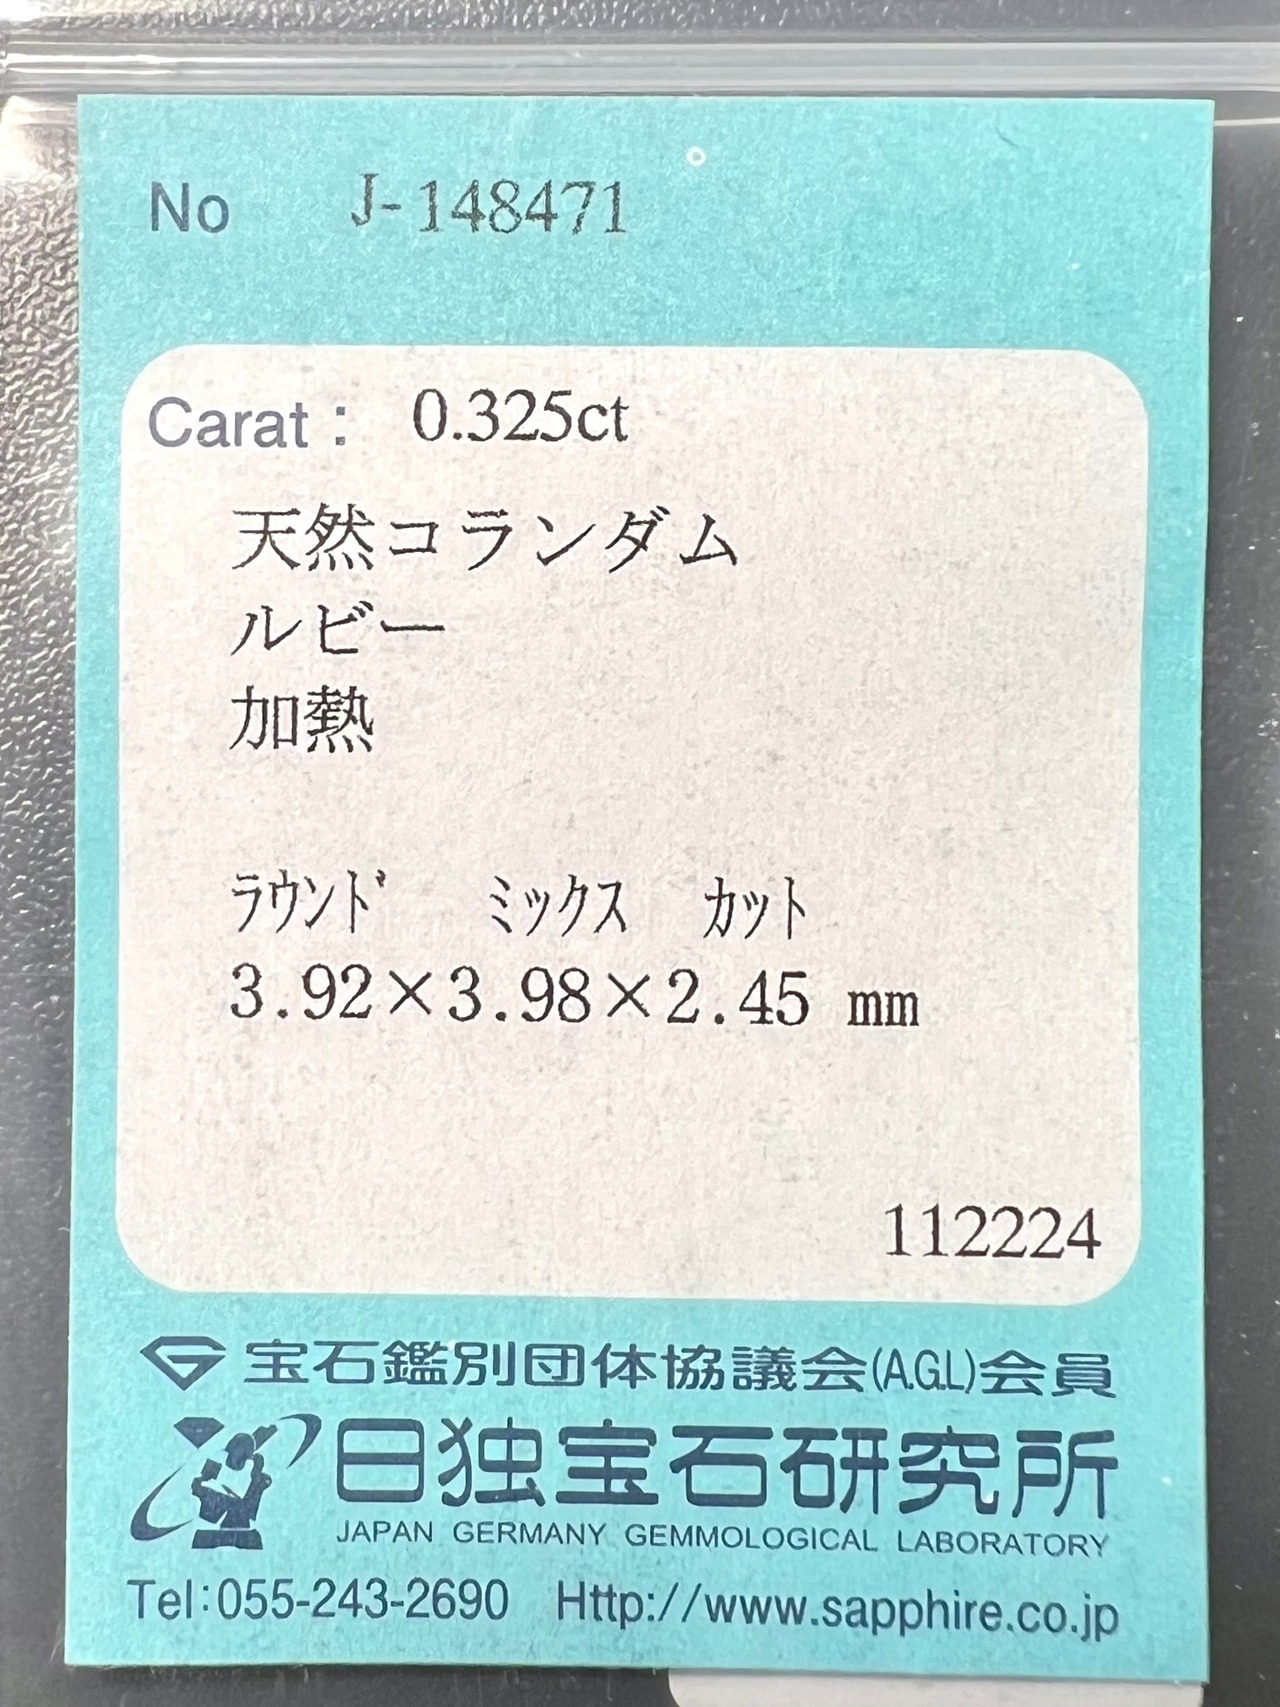 No J-148471
Carat : 0.325ct
天然コランダム
ルビー
加熱
ﾗｳﾝﾄﾞ ﾐｯｸｽ ｶｯﾄ
3.92×3.98×2.45 mm
112224
宝石鑑別団体協議会(A.G.L)会員
日独宝石研究所
JAPAN GERMANY GEMMOLOGICAL LABORATORY
Tel:055-243-2690 Http://www.sapphire.co.jp